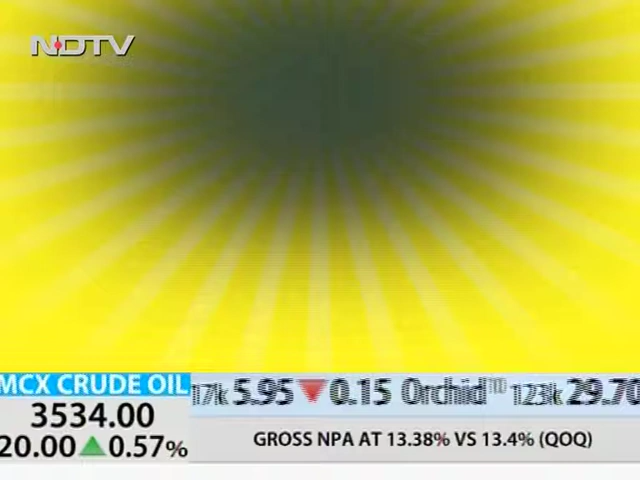 NDTV
MCX CRUDE OIL
3534.00
20.00 0.57%
17k 5.95 0.15 Orchid 123k 29.70
GROSS NPA AT 13.38% VS 13.4% (QOQ)